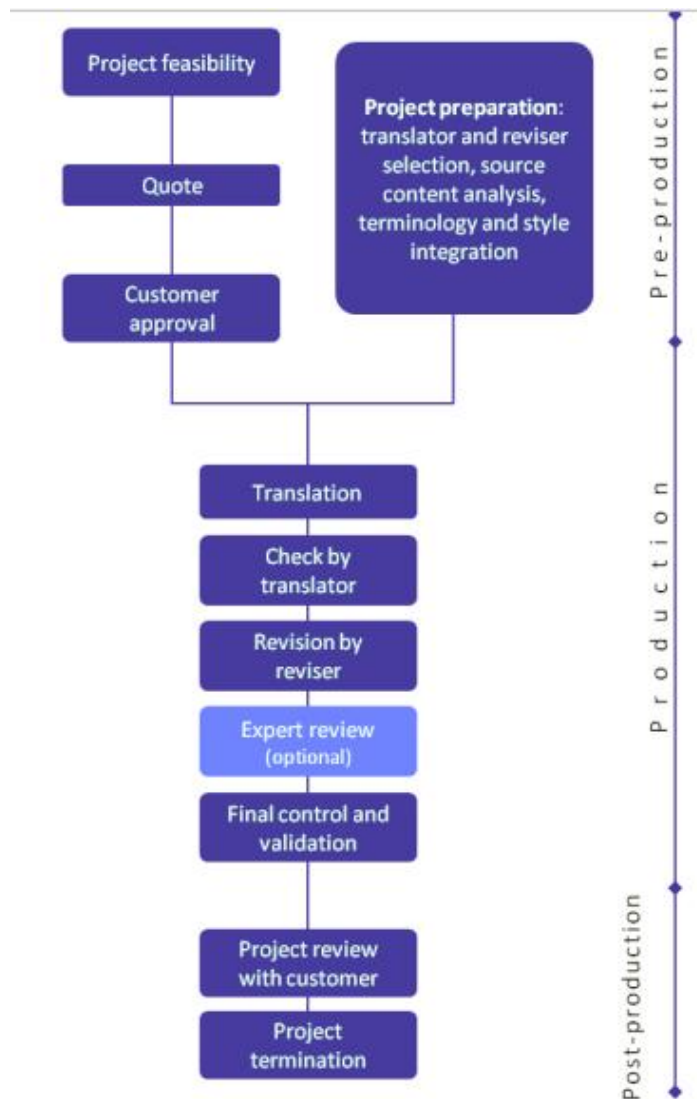 Project feasibility
Quote
Customer
approval
Project preparation:
translator and reviser
selection, source
content analysis,
terminology and style
integration
Translation
Check by
translator
Revision by
reviser
Expert review
(optional)
Final control and
validation
Project review
with customer
Project
termination
Pre-production
Production
Post-production